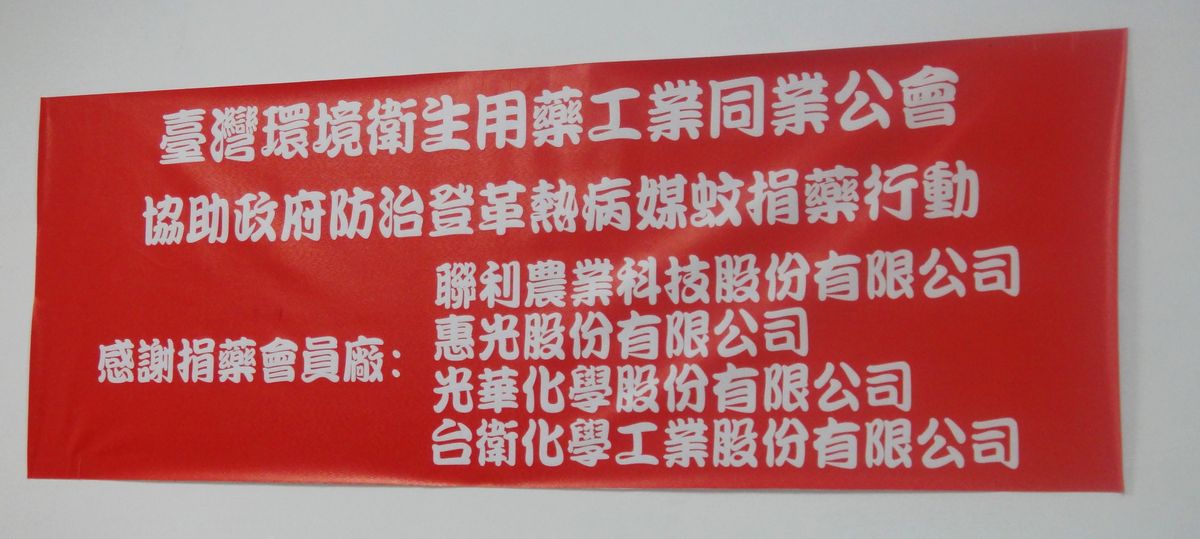 臺灣環境衛生用藥工業同業公會
協助政府防治登革熱病媒蚊捐藥行動
感謝捐藥會員廠：
聯利農業科技股份有限公司
惠光股份有限公司
光華化學股份有限公司
台衛化學工業股份有限公司